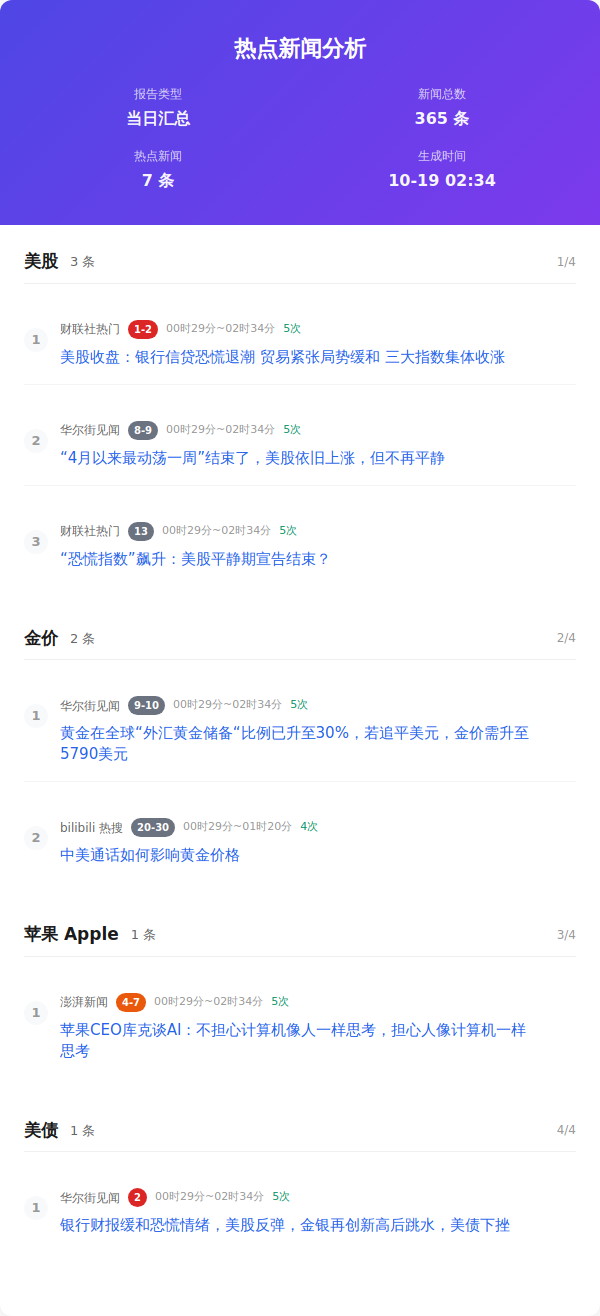 热点新闻分析
报告类型
新闻总数
当日汇总
365 条
热点新闻
生成时间
7 条
10-19 02:34
美股 3 条 1/4
1
财联社热门 1-2 00时29分~02时34分 5次
美股收盘：银行信贷恐慌退潮 贸易紧张局势缓和 三大指数集体收涨
2
华尔街见闻 8-9 00时29分~02时34分 5次
“4月以来最动荡一周”结束了，美股依旧上涨，但不再平静
3
财联社热门 13 00时29分~02时34分 5次
“恐慌指数”飙升：美股平静期宣告结束？
金价 2 条 2/4
1
华尔街见闻 9-10 00时29分~02时34分 5次
黄金在全球“外汇黄金储备“比例已升至30%，若追平美元，金价需升至
5790美元
2
bilibili 热搜 20-30 00时29分~01时20分 4次
中美通话如何影响黄金价格
苹果 Apple 1 条 3/4
1
澎湃新闻 4-7 00时29分~02时34分 5次
苹果CEO库克谈AI：不担心计算机像人一样思考，担心人像计算机一样
思考
美债 1 条 4/4
1
华尔街见闻 2 00时29分~02时34分 5次
银行财报缓和恐慌情绪，美股反弹，金银再创新高后跳水，美债下挫